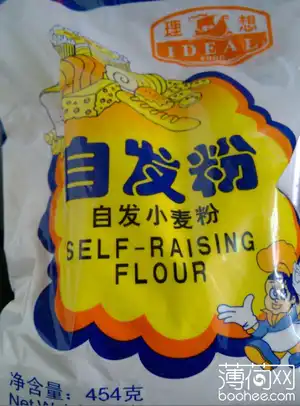 理想
IDEAL
自发粉
自发小麦粉
SELF-RAISING
FLOUR
净含量: 454克
Net
薄荷网
boohee.com